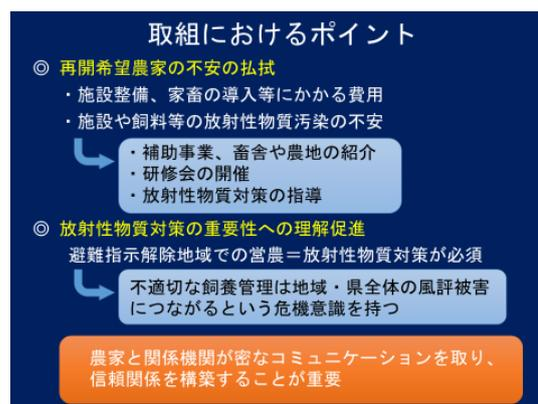 取組におけるポイント
◎ 再開希望農家の不安の払拭
・施設整備、家畜の導入等にかかる費用
・施設や飼料等の放射性物質汚染の不安
・補助事業、畜舎や農地の紹介
・研修会の開催
・放射性物質対策の指導
◎ 放射性物質対策の重要性への理解促進
避難指示解除地域での営農＝放射性物質対策が必須
不適切な飼養管理は地域・県全体の風評被害
につながるという危機意識を持つ
農家と関係機関が密なコミュニケーションを取り、
信頼関係を構築することが重要